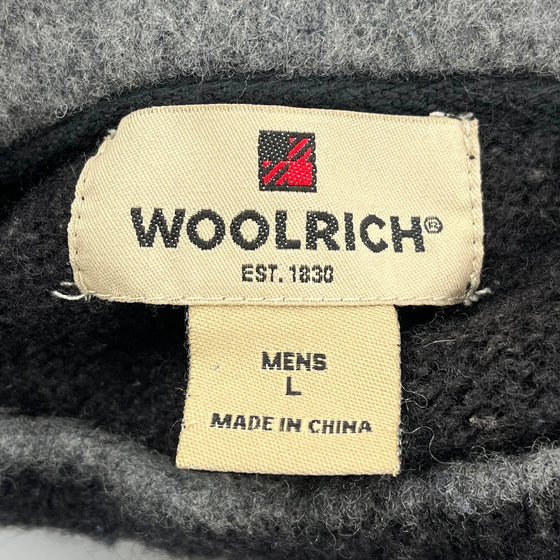 WOOLRICH®
EST. 1830
MENS
L
MADE IN CHINA